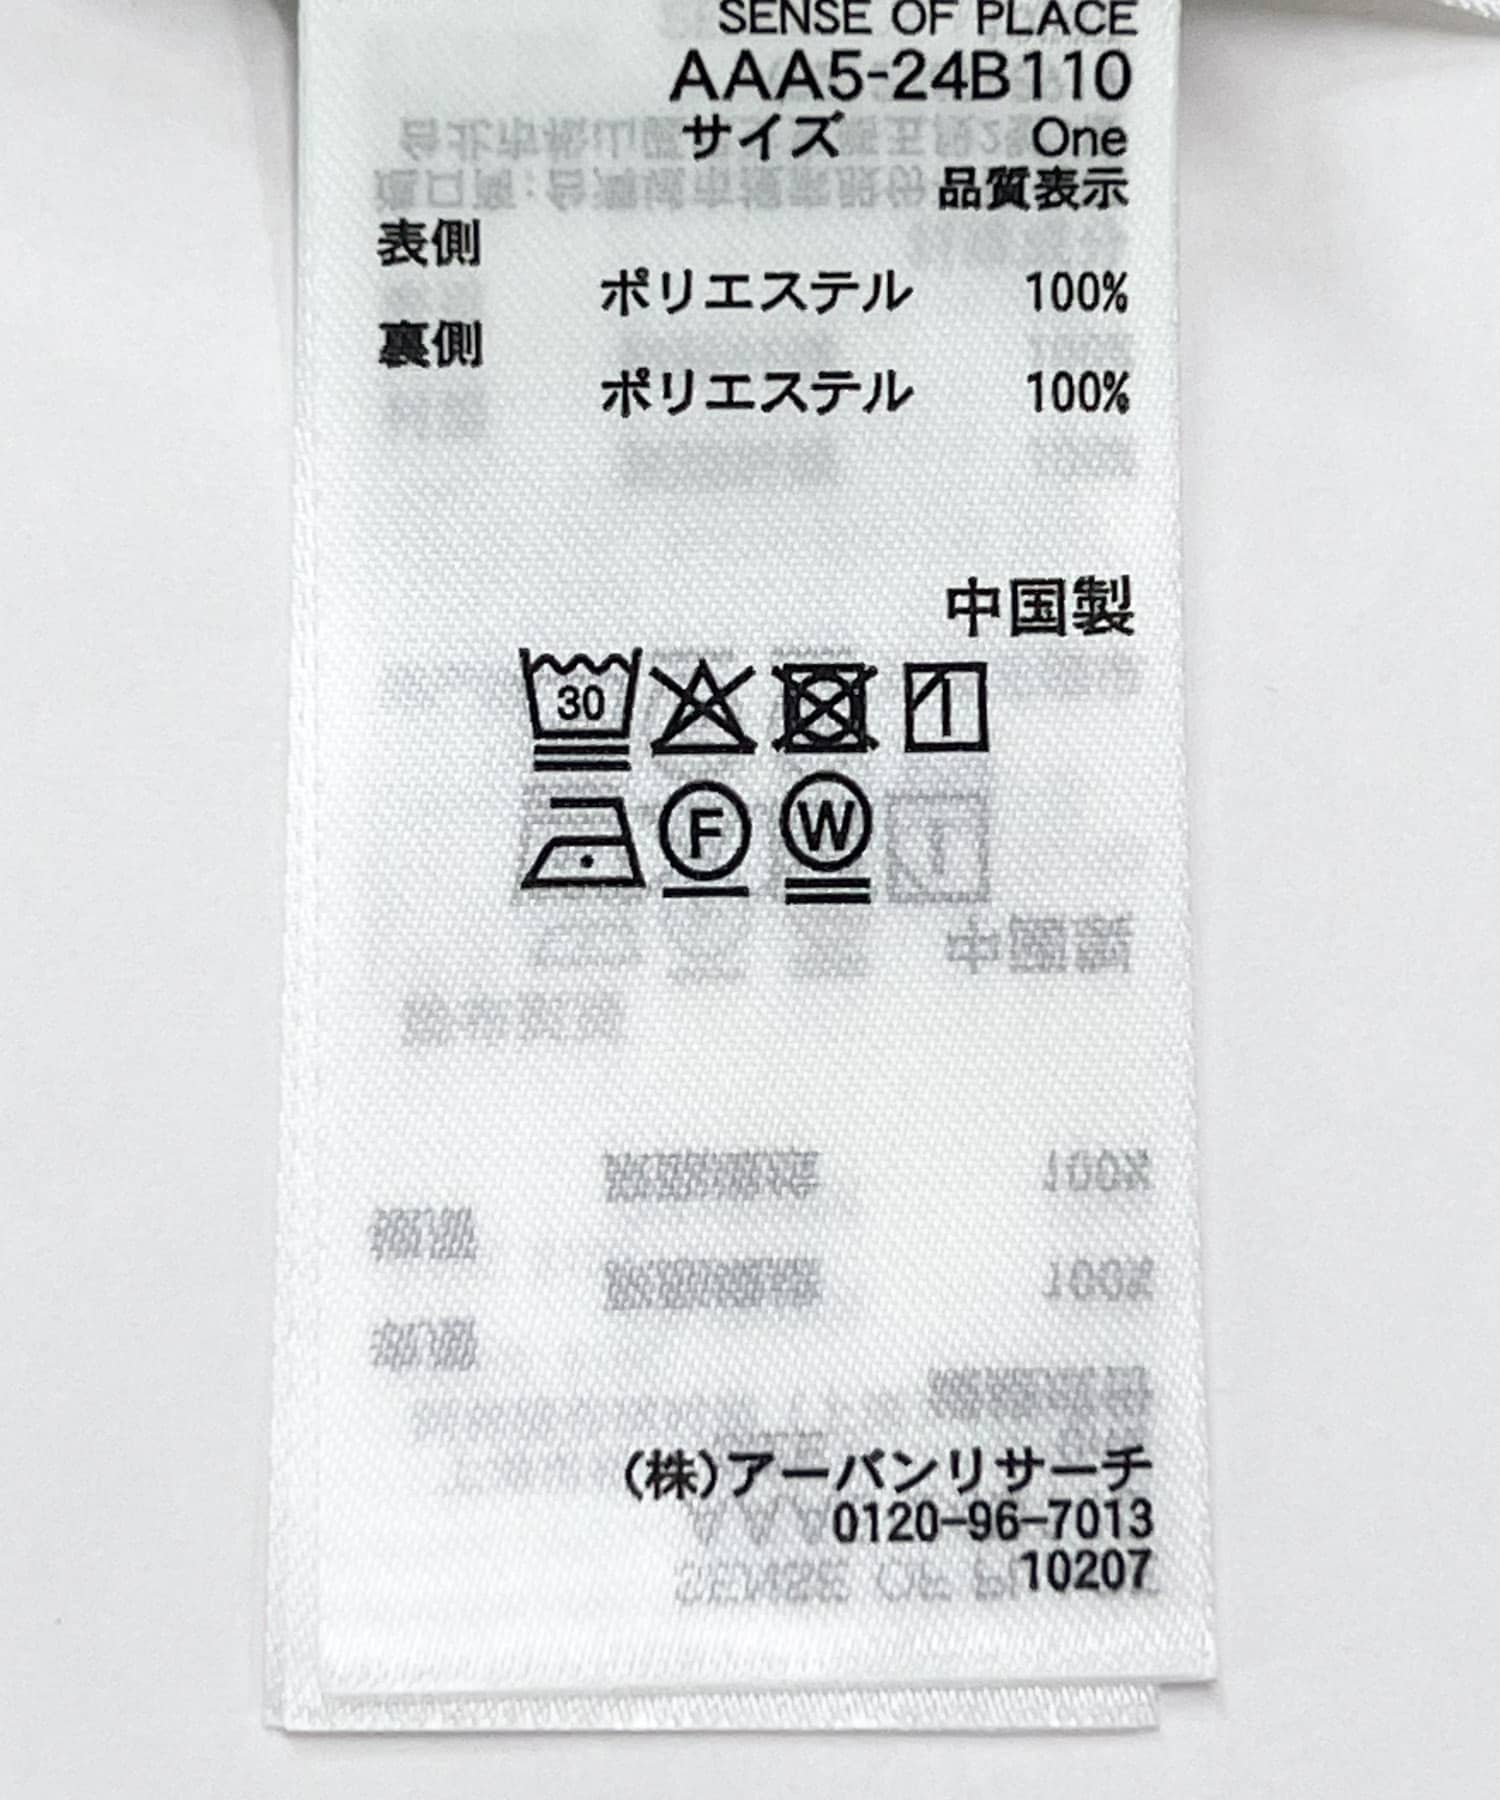 SENSE OF PLACE
AAA5-24B110
サイズ One
品質表示
表側
ポリエステル 100%
裏側
ポリエステル 100%
中国製
30
F W
(株)アーバンリサーチ
0120-96-7013
10207